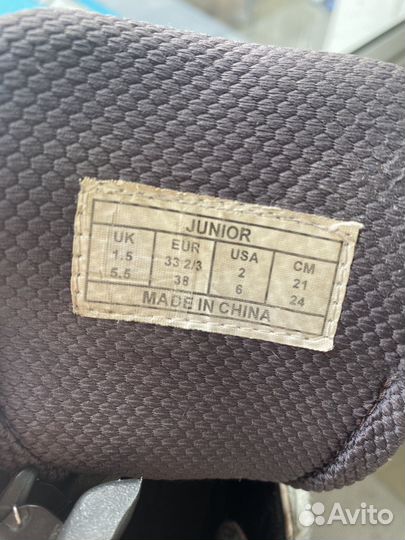 JUNIOR
UK EUR USA CM
1.5 33 2/3 2 21
5.5 38 6 24
MADE IN CHINA
Avito